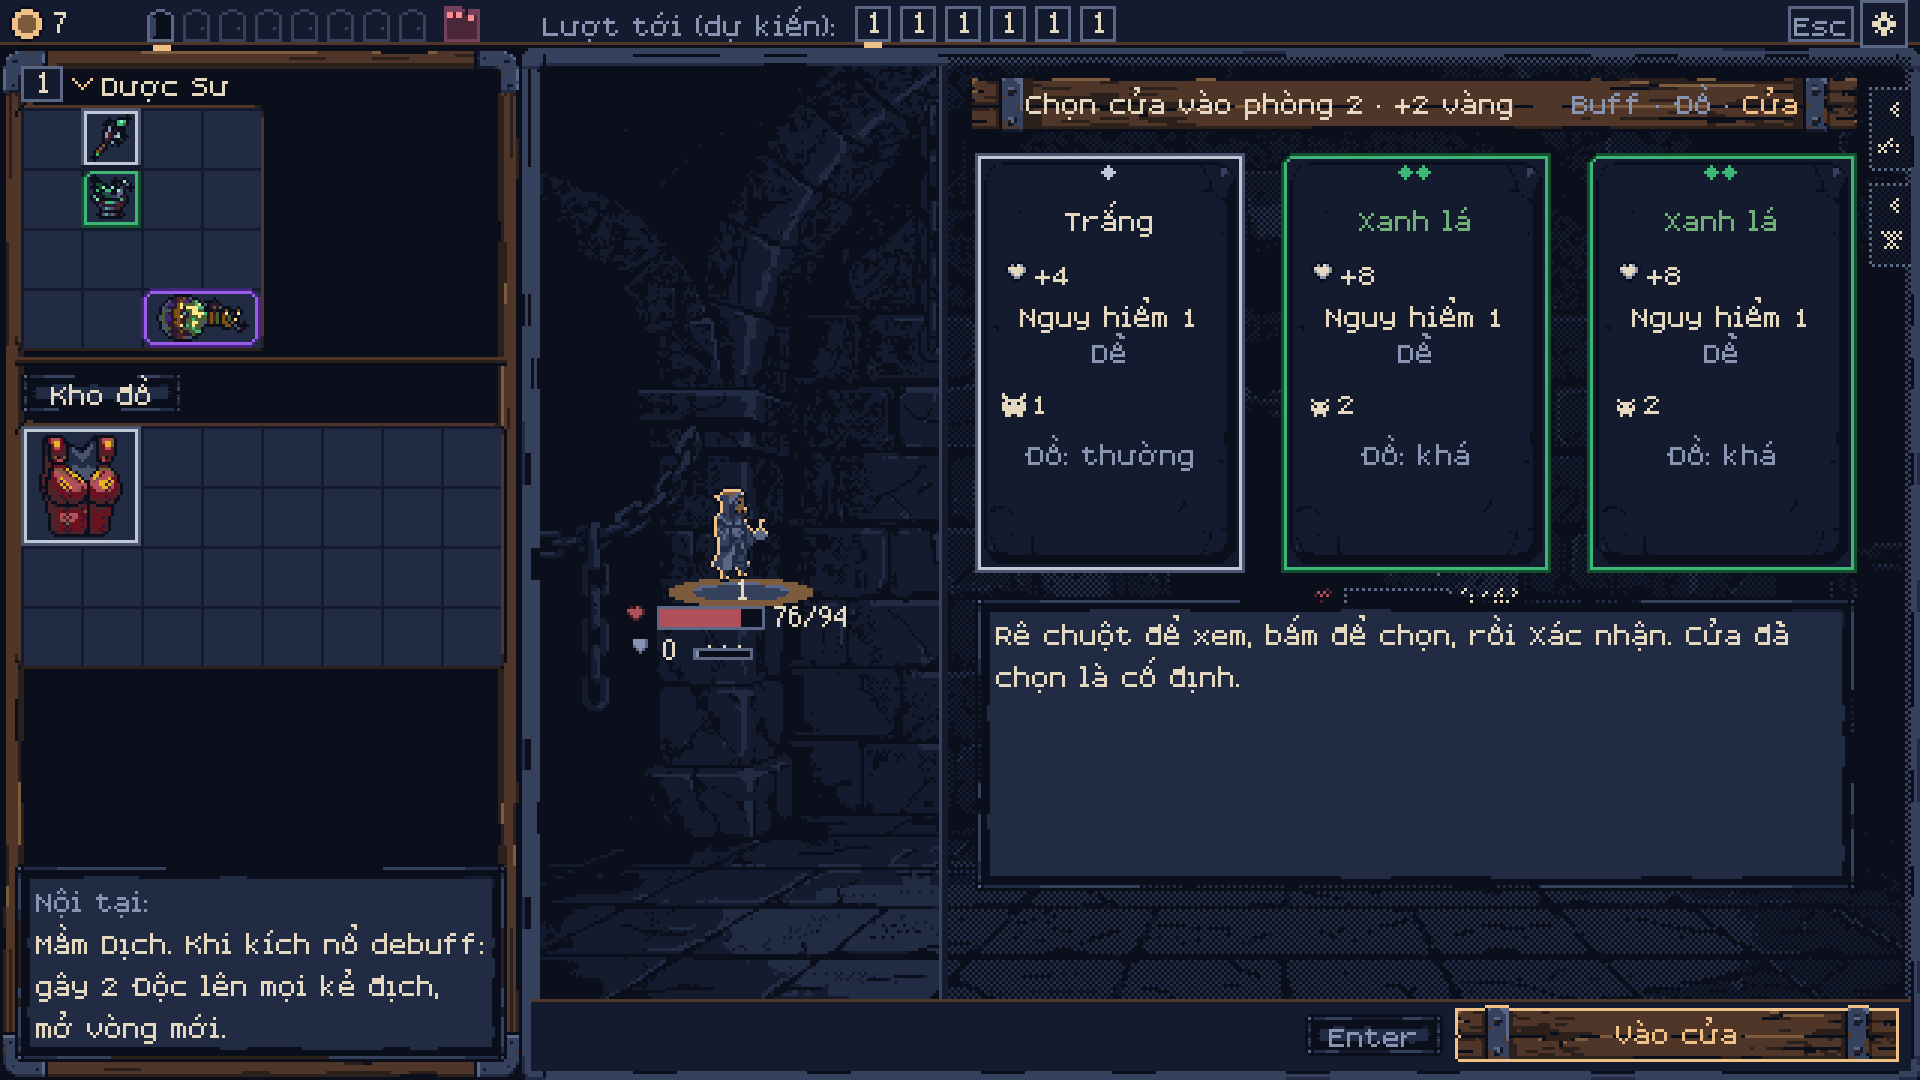 7
Lượt tới (dự kiến): 1 1 1 1 1 1
Esc
1 Dược Sư
Kho đồ
Nội tại:
Mầm Dịch. Khi kích nổ debuff:
gây 2 Độc lên mọi kẻ địch,
mở vòng mới.
1
76/94
0
Chọn cửa vào phòng 2 · +2 vàng
Buff · Đồ · Cửa
Trắng
+4
Nguy hiểm 1
Dễ
1
Đồ: thường
Xanh lá
+8
Nguy hiểm 1
Dễ
2
Đồ: khá
Xanh lá
+8
Nguy hiểm 1
Dễ
2
Đồ: khá
Rê chuột để xem, bấm để chọn, rồi Xác nhận. Cửa đã
chọn là cố định.
Enter
Vào cửa